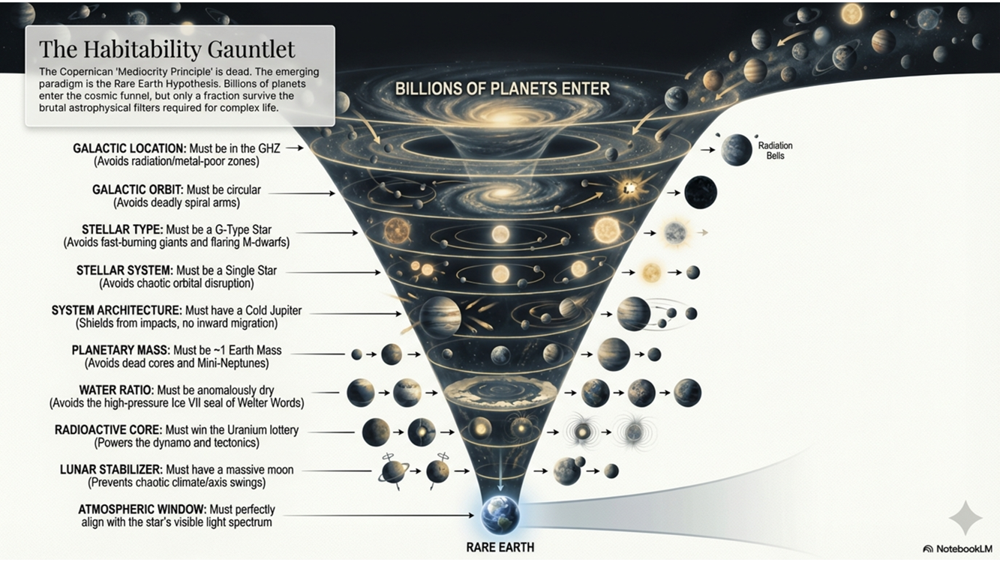 The Habitability Gauntlet
The Copernican 'Mediocrity Principle' is dead. The emerging
paradigm is the Rare Earth Hypothesis. Billions of planets
enter the cosmic funnel, but only a fraction survive the
brutal astrophysical filters required for complex life.
BILLIONS OF PLANETS ENTER
GALACTIC LOCATION: Must be in the GHZ
(Avoids radiation/metal-poor zones)
Radiation
Bells
GALACTIC ORBIT: Must be circular
(Avoids deadly spiral arms)
STELLAR TYPE: Must be a G-Type Star
(Avoids fast-burning giants and flaring M-dwarfs)
STELLAR SYSTEM: Must be a Single Star
(Avoids chaotic orbital disruption)
SYSTEM ARCHITECTURE: Must have a Cold Jupiter
(Shields from impacts, no inward migration)
PLANETARY MASS: Must be ~1 Earth Mass
(Avoids dead cores and Mini-Neptunes)
WATER RATIO: Must be anomalously dry
(Avoids the high-pressure Ice VII seal of Welter Words)
RADIOACTIVE CORE: Must win the Uranium lottery
(Powers the dynamo and tectonics)
LUNAR STABILIZER: Must have a massive moon
(Prevents chaotic climate/axis swings)
ATMOSPHERIC WINDOW: Must perfectly
align with the star's visible light spectrum
RARE EARTH
NotebookLM